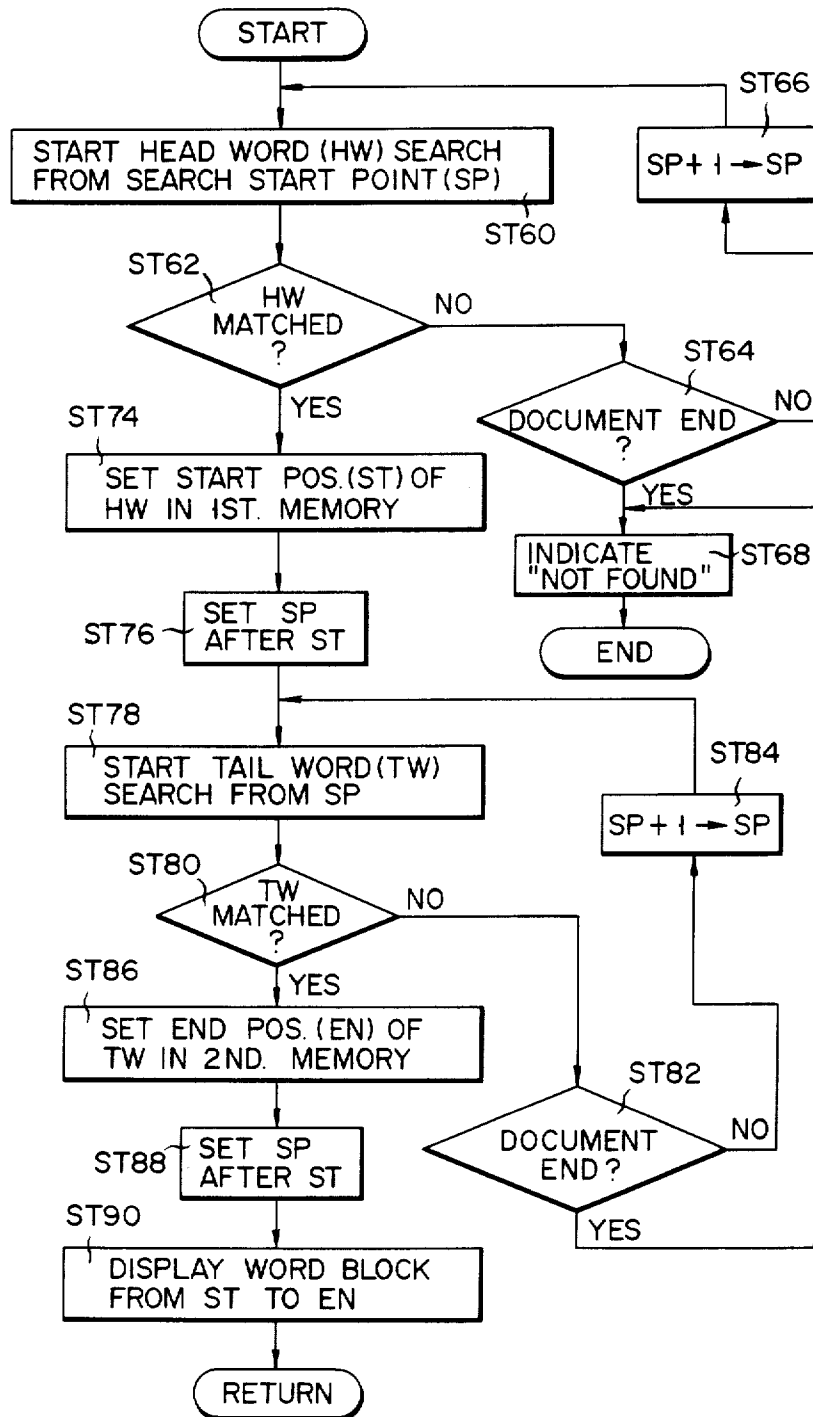 START
ST66
START HEAD WORD (HW) SEARCH
FROM SEARCH START POINT (SP)
SP + 1 → SP
ST60
ST62
HW
MATCHED
?
NO
ST64
YES
DOCUMENT END
?
NO
ST74
SET START POS. (ST) OF
HW IN 1ST. MEMORY
YES
INDICATE
"NOT FOUND"
ST68
ST76
SET SP
AFTER ST
END
ST78
START TAIL WORD (TW)
SEARCH FROM SP
ST84
SP + 1 → SP
ST80
TW
MATCHED
?
NO
ST86
YES
SET END POS. (EN) OF
TW IN 2ND. MEMORY
ST82
DOCUMENT
END ?
NO
ST88
SET SP
AFTER ST
YES
ST90
DISPLAY WORD BLOCK
FROM ST TO EN
RETURN